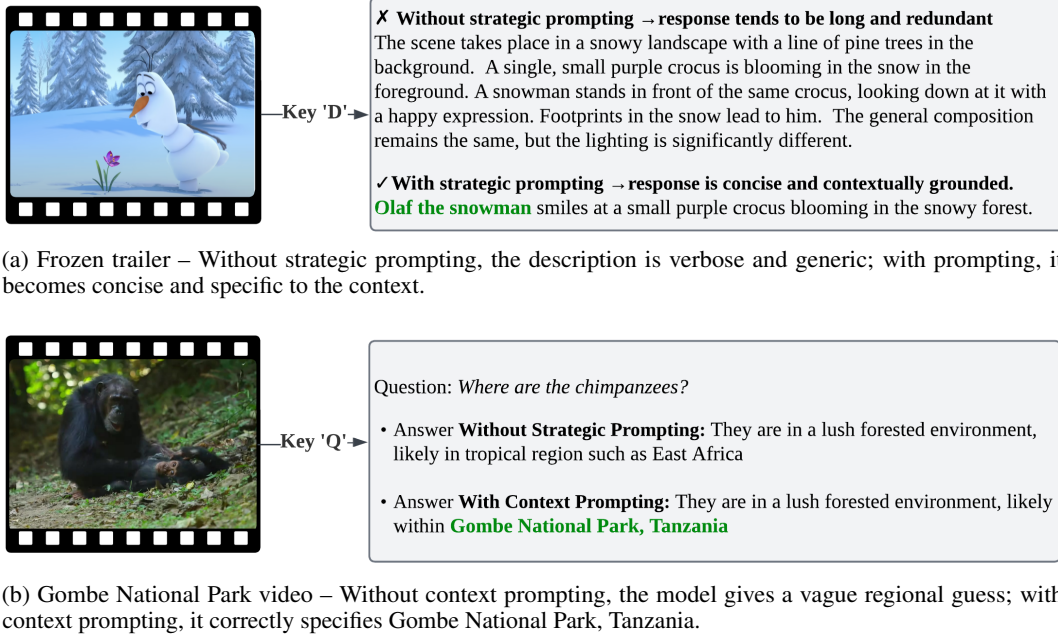 ✗ Without strategic prompting →response tends to be long and redundant
The scene takes place in a snowy landscape with a line of pine trees in the
background. A single, small purple crocus is blooming in the snow in the
foreground. A snowman stands in front of the same crocus, looking down at it with
Key 'D'
a happy expression. Footprints in the snow lead to him. The general composition
remains the same, but the lighting is significantly different.
✓With strategic prompting →response is concise and contextually grounded.
Olaf the snowman smiles at a small purple crocus blooming in the snowy forest.
(a) Frozen trailer – Without strategic prompting, the description is verbose and generic; with prompting, it
becomes concise and specific to the context.
Question: Where are the chimpanzees?
Key 'Q'
• Answer Without Strategic Prompting: They are in a lush forested environment,
likely in tropical region such as East Africa
• Answer With Context Prompting: They are in a lush forested environment, likely
within Gombe National Park, Tanzania
(b) Gombe National Park video – Without context prompting, the model gives a vague regional guess; with
context prompting, it correctly specifies Gombe National Park, Tanzania.